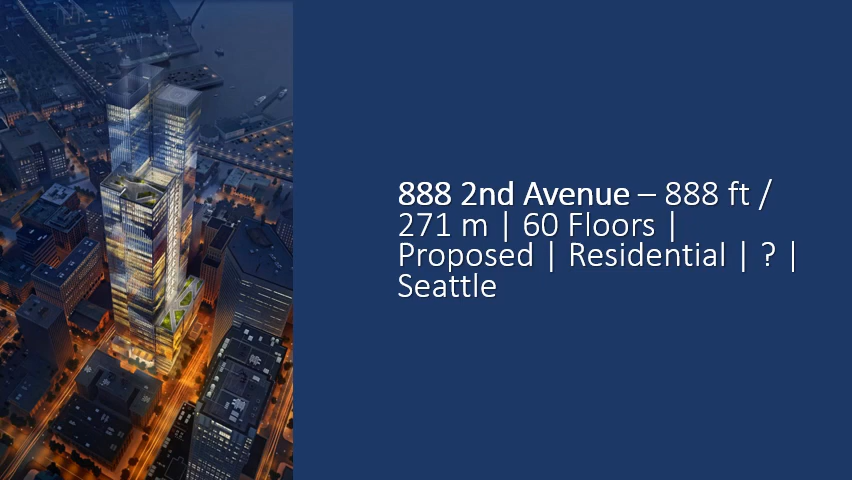 888 2nd Avenue – 888 ft /
271 m | 60 Floors |
Proposed | Residential | ? |
Seattle